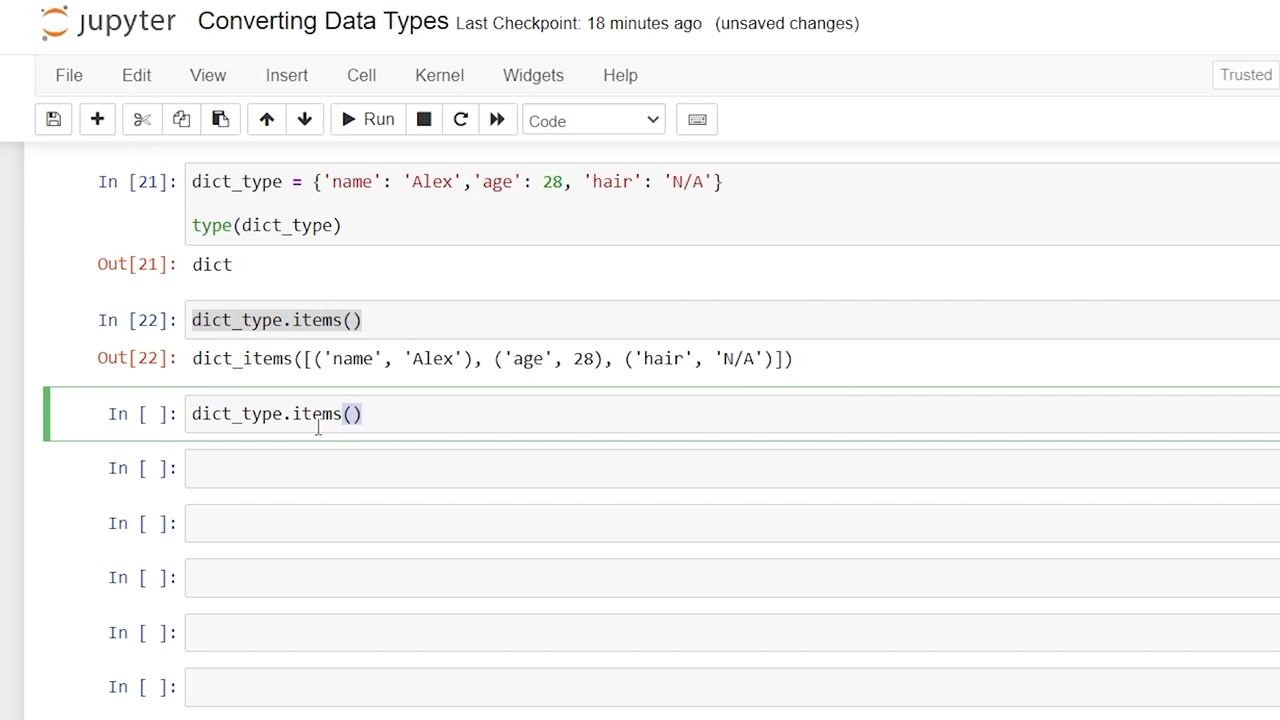 jupyter Converting Data Types Last Checkpoint: 18 minutes ago (unsaved changes)
File Edit View Insert Cell Kernel Widgets Help Trusted
Run Code
In [21]: dict_type = {'name': 'Alex','age': 28, 'hair': 'N/A'}
type(dict_type)
Out[21]: dict
In [22]: dict_type.items()
Out[22]: dict_items([('name', 'Alex'), ('age', 28), ('hair', 'N/A')])
In [ ]: dict_type.items()
In [ ]:
In [ ]:
In [ ]:
In [ ]:
In [ ]: